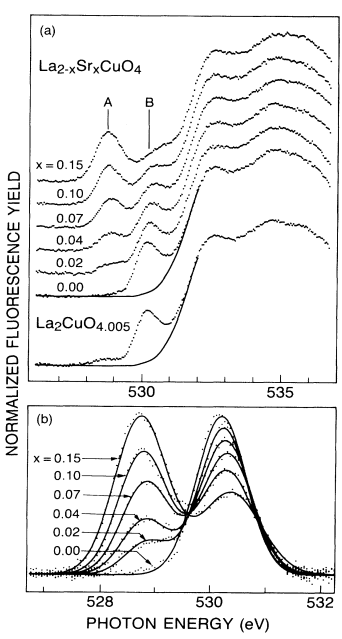 (a)
La2-xSrxCuO4
A B
x = 0.15
0.10
0.07
0.04
0.02
0.00
La2CuO4.005
530 535
NORMALIZED FLUORESCENCE YIELD
(b)
x = 0.15
0.10
0.07
0.04
0.02
0.00
528 530 532
PHOTON ENERGY (eV)